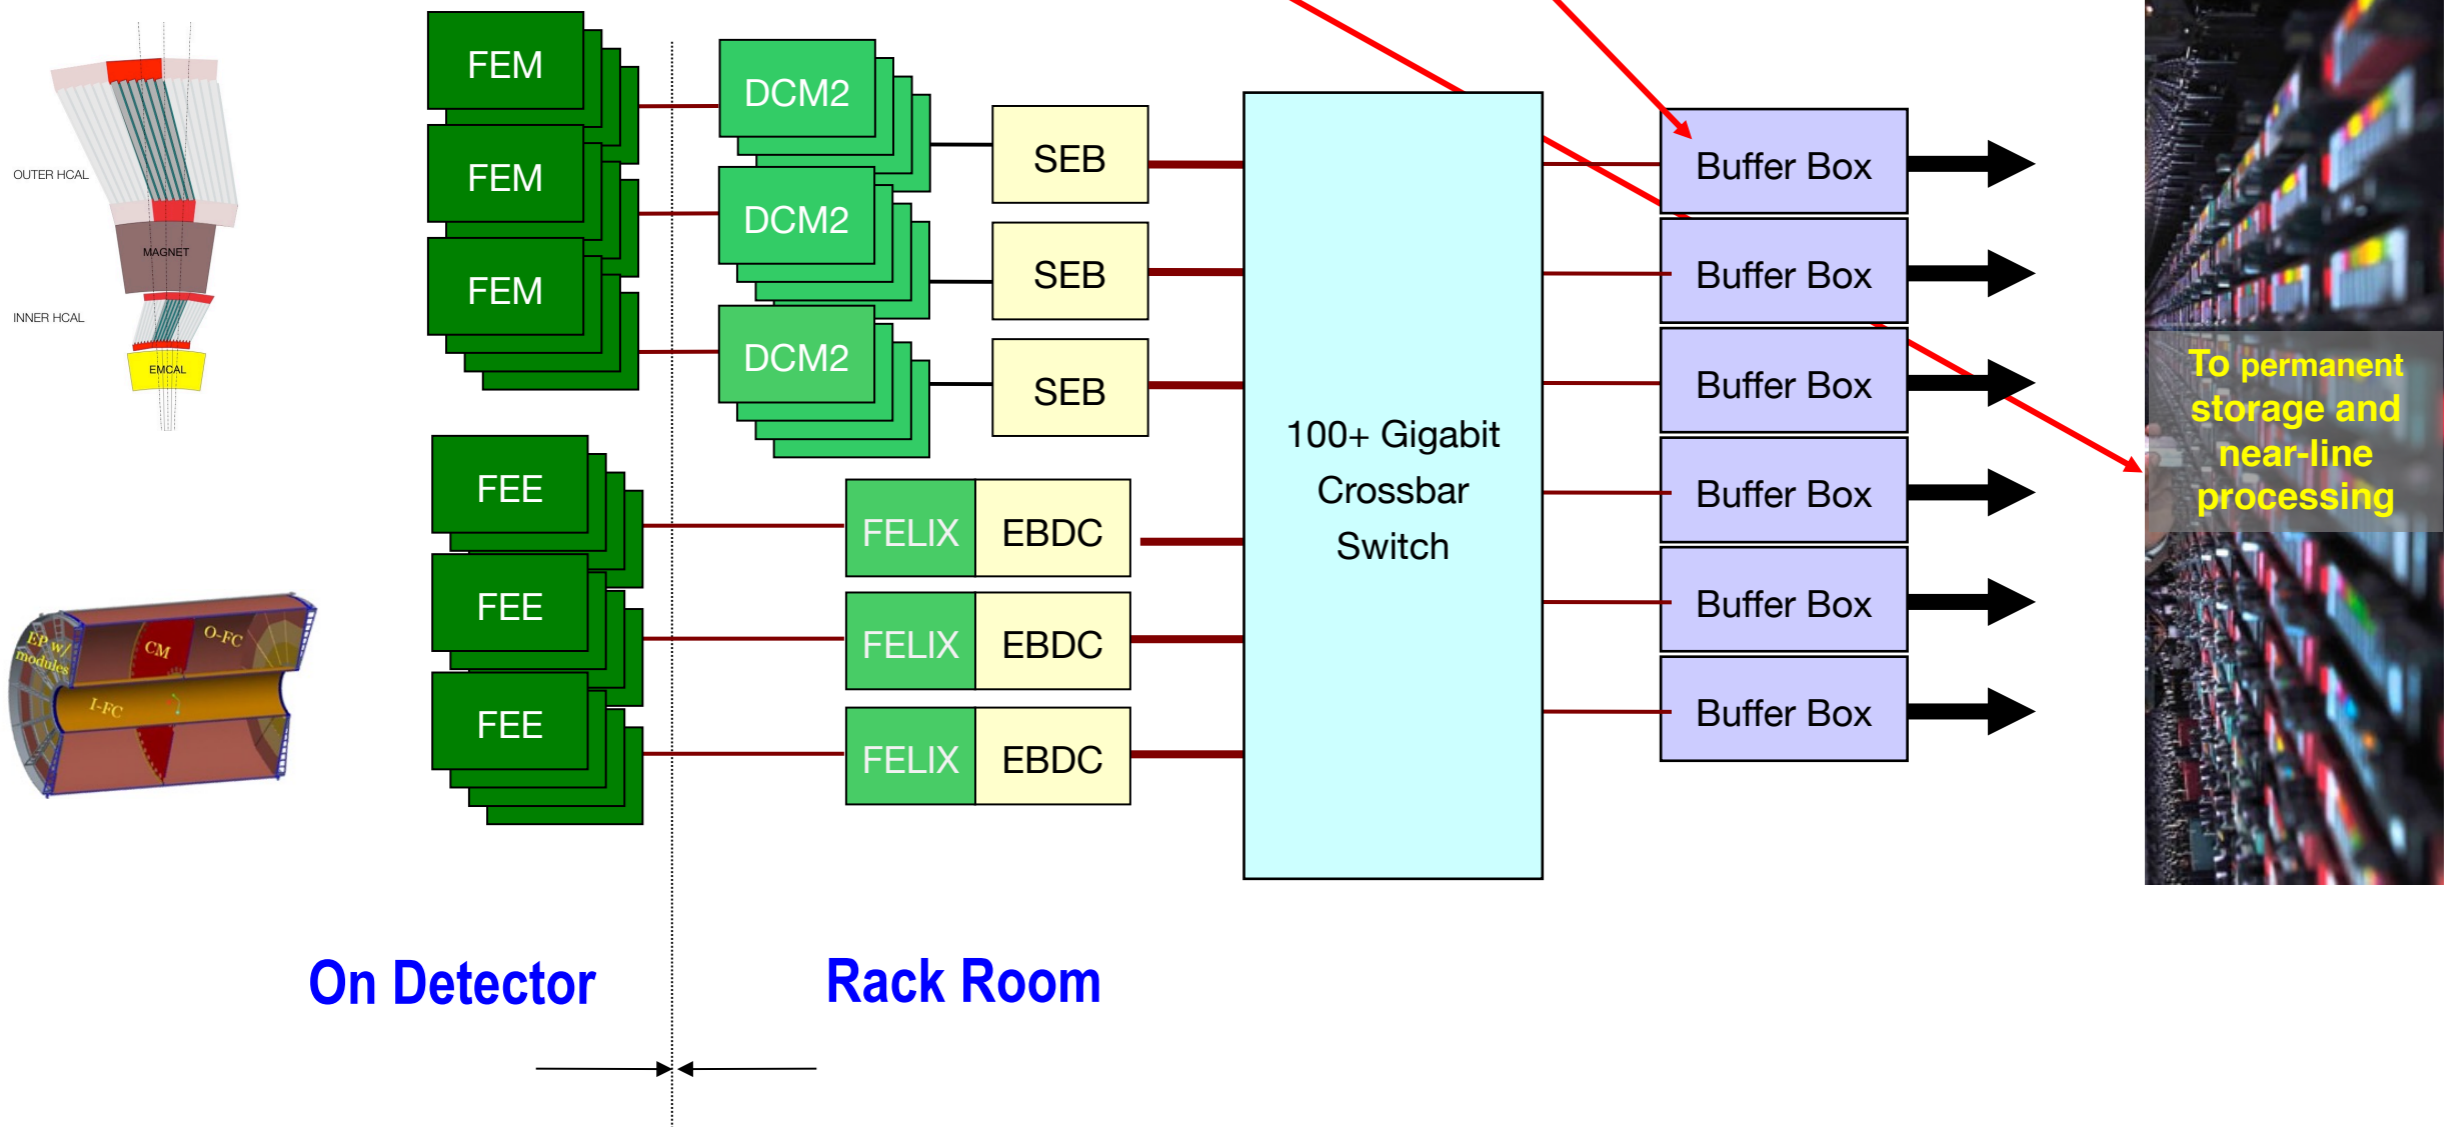 OUTER HCAL
MAGNET
INNER HCAL
EMCAL
EP w/
modules
CM
O-FC
I-FC
FEM
FEM
FEM
FEE
FEE
FEE
DCM2
DCM2
DCM2
SEB
SEB
SEB
FELIX
EBDC
FELIX
EBDC
FELIX
EBDC
100+ Gigabit
Crossbar
Switch
Buffer Box
Buffer Box
Buffer Box
Buffer Box
Buffer Box
Buffer Box
To permanent
storage and
near-line
processing
On Detector
Rack Room